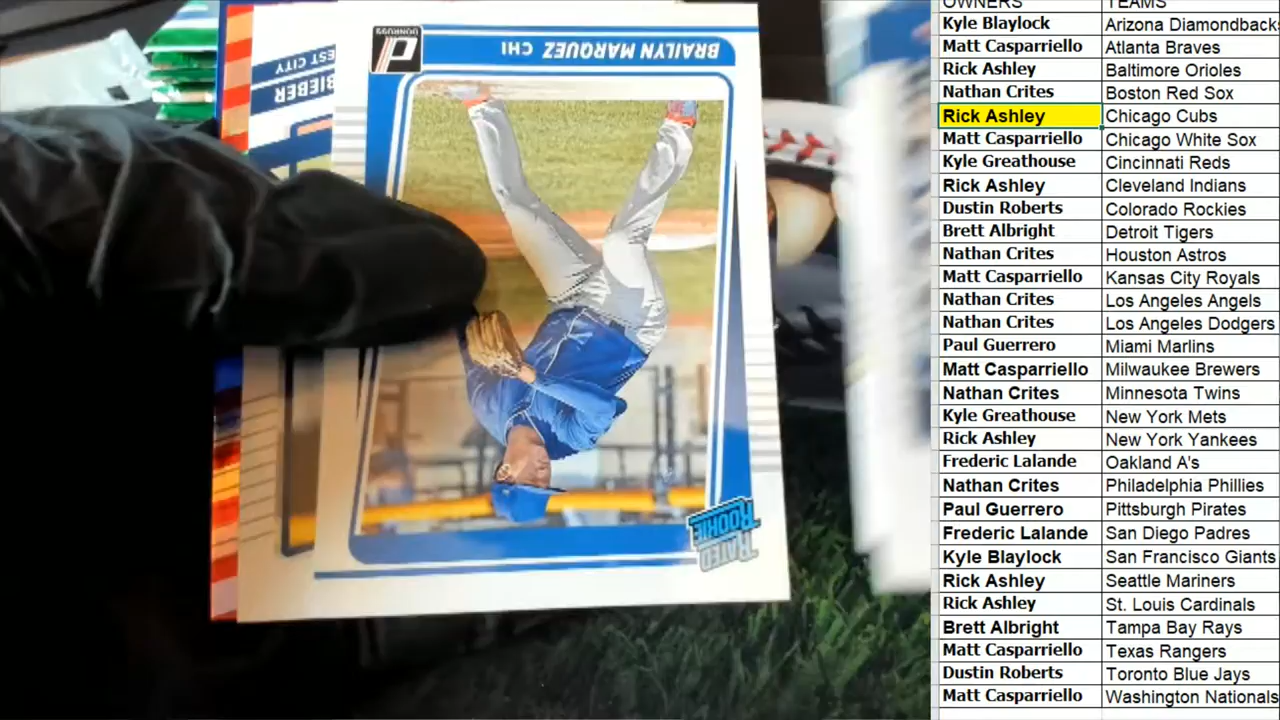 DONRUSS
BRAILYN MARQUEZ CHI
EST CITY
BIEBER
RATED
ROOKIE
OWNERS TEAMS
Kyle Blaylock Arizona Diamondback
Matt Casparriello Atlanta Braves
Rick Ashley Baltimore Orioles
Nathan Crites Boston Red Sox
Rick Ashley Chicago Cubs
Matt Casparriello Chicago White Sox
Kyle Greathouse Cincinnati Reds
Rick Ashley Cleveland Indians
Dustin Roberts Colorado Rockies
Brett Albright Detroit Tigers
Nathan Crites Houston Astros
Matt Casparriello Kansas City Royals
Nathan Crites Los Angeles Angels
Nathan Crites Los Angeles Dodgers
Paul Guerrero Miami Marlins
Matt Casparriello Milwaukee Brewers
Nathan Crites Minnesota Twins
Kyle Greathouse New York Mets
Rick Ashley New York Yankees
Frederic Lalande Oakland A's
Nathan Crites Philadelphia Phillies
Paul Guerrero Pittsburgh Pirates
Frederic Lalande San Diego Padres
Kyle Blaylock San Francisco Giants
Rick Ashley Seattle Mariners
Rick Ashley St. Louis Cardinals
Brett Albright Tampa Bay Rays
Matt Casparriello Texas Rangers
Dustin Roberts Toronto Blue Jays
Matt Casparriello Washington Nationals